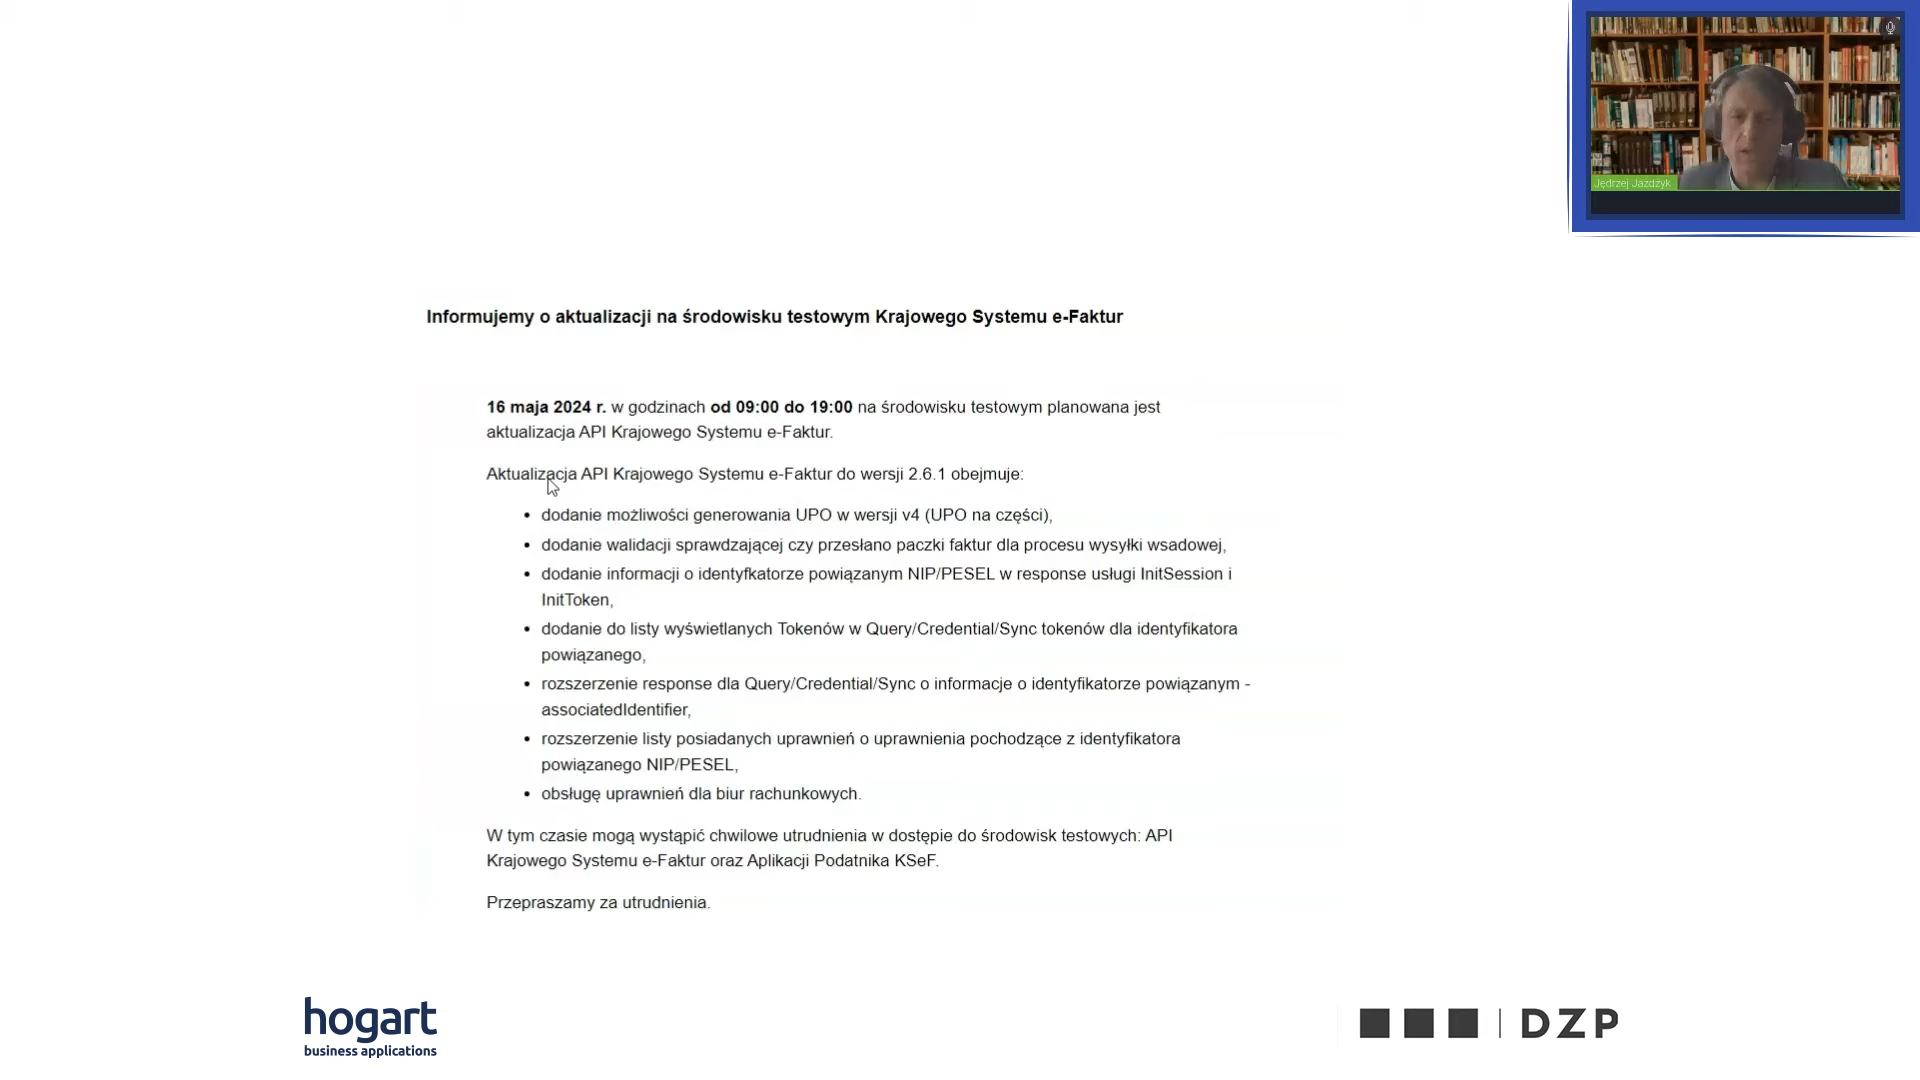 Jędrzej Jażdżyk
Informujemy o aktualizacji na środowisku testowym Krajowego Systemu e-Faktur
16 maja 2024 r. w godzinach od 09:00 do 19:00 na środowisku testowym planowana jest
aktualizacja API Krajowego Systemu e-Faktur.
Aktualizacja API Krajowego Systemu e-Faktur do wersji 2.6.1 obejmuje:
• dodanie możliwości generowania UPO w wersji v4 (UPO na części),
• dodanie walidacji sprawdzającej czy przesłano paczki faktur dla procesu wysyłki wsadowej,
• dodanie informacji o identyfkatorze powiązanym NIP/PESEL w response usługi InitSession i
InitToken,
• dodanie do listy wyświetlanych Tokenów w Query/Credential/Sync tokenów dla identyfikatora
powiązanego,
• rozszerzenie response dla Query/Credential/Sync o informacje o identyfikatorze powiązanym -
associatedIdentifier,
• rozszerzenie listy posiadanych uprawnień o uprawnienia pochodzące z identyfikatora
powiązanego NIP/PESEL,
• obsługę uprawnień dla biur rachunkowych.
W tym czasie mogą wystąpić chwilowe utrudnienia w dostępie do środowisk testowych: API
Krajowego Systemu e-Faktur oraz Aplikacji Podatnika KSeF.
Przepraszamy za utrudnienia.
hogart
business applications
DZP